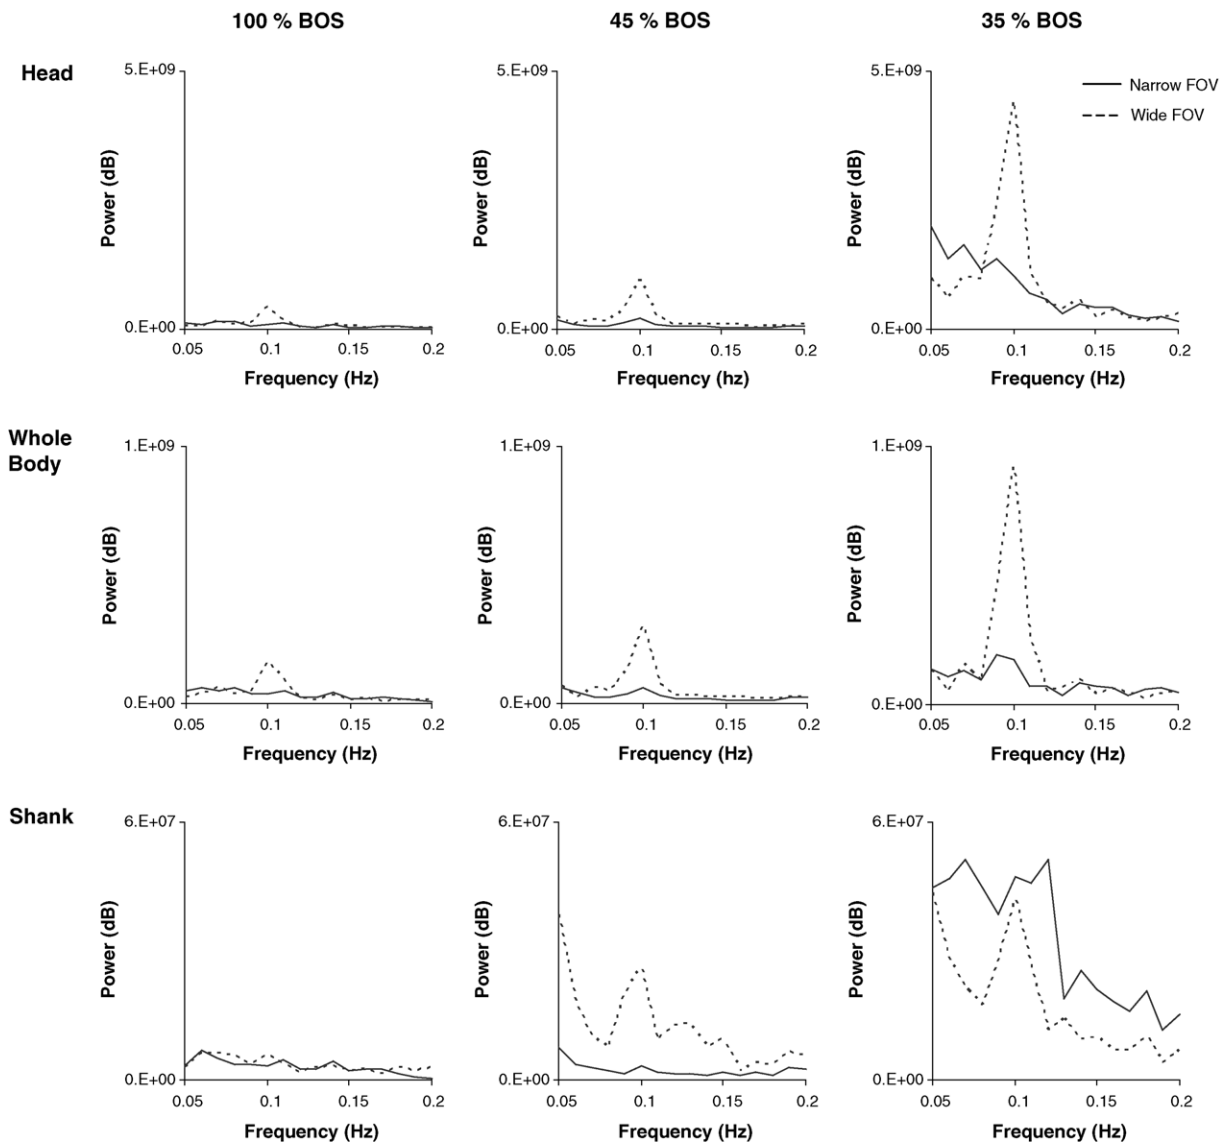 100 % BOS
45 % BOS
35 % BOS
Head
5.E+09
0.E+00
Power (dB)
0.05
0.1
0.15
0.2
Frequency (Hz)
5.E+09
0.E+00
Power (dB)
0.05
0.1
0.15
0.2
Frequency (hz)
5.E+09
0.E+00
Power (dB)
0.05
0.1
0.15
0.2
Frequency (Hz)
Narrow FOV
Wide FOV
Whole
Body
1.E+09
0.E+00
Power (dB)
0.05
0.1
0.15
0.2
Frequency (Hz)
1.E+09
0.E+00
Power (dB)
0.05
0.1
0.15
0.2
Frequency (Hz)
1.E+09
0.E+00
Power (dB)
0.05
0.1
0.15
0.2
Frequency (Hz)
Shank
6.E+07
0.E+00
Power (dB)
0.05
0.1
0.15
0.2
Frequency (Hz)
6.E+07
0.E+00
Power (dB)
0.05
0.1
0.15
0.2
Frequency (Hz)
6.E+07
0.E+00
Power (dB)
0.05
0.1
0.15
0.2
Frequency (Hz)